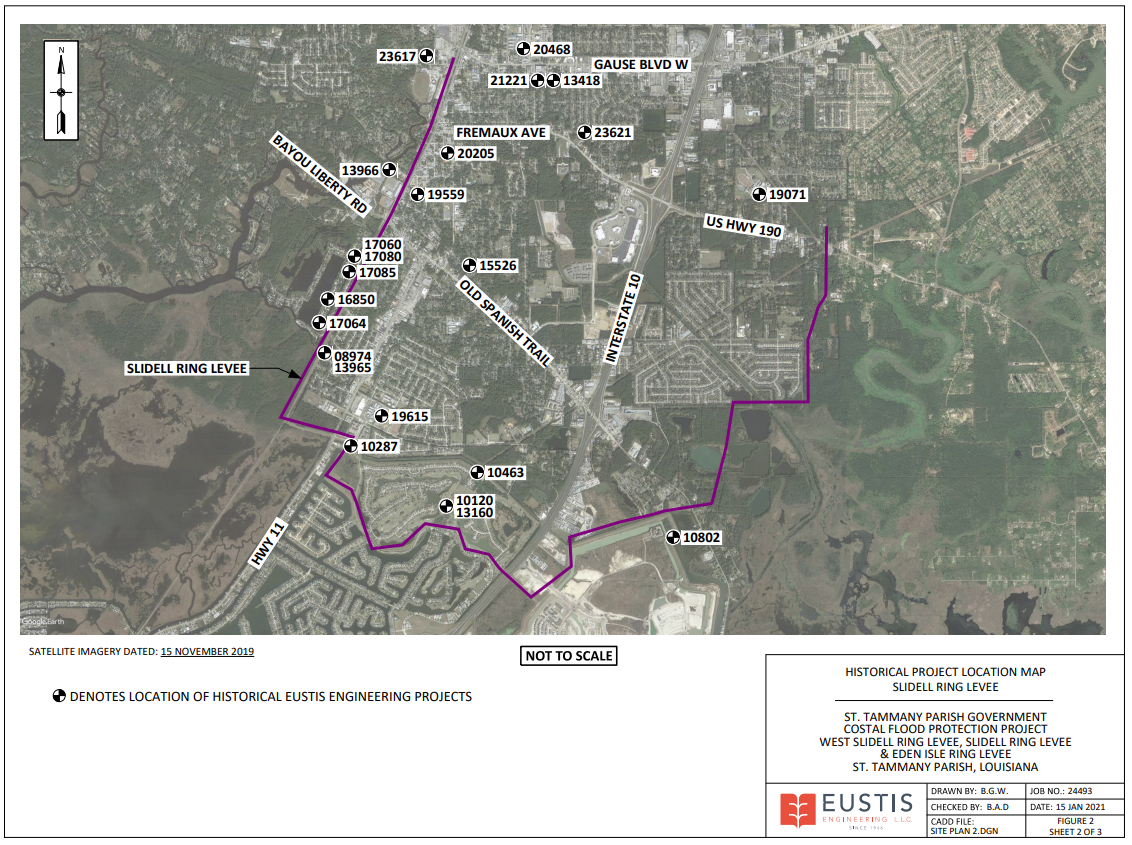 N
23617
20468
GAUSE BLVD W
21221
13418
FREMAUX AVE
23621
20205
BAYOU LIBERTY RD
13966
19559
19071
US HWY 190
17060
17080
17085
15526
OLD SPANISH TRAIL
INTERSTATE 10
16850
17064
08974
13965
SLIDELL RING LEVEE
19615
10287
10463
10120
13160
HWY 11
10802
Google Earth
SATELLITE IMAGERY DATED: 15 NOVEMBER 2019
NOT TO SCALE
DENOTES LOCATION OF HISTORICAL EUSTIS ENGINEERING PROJECTS
HISTORICAL PROJECT LOCATION MAP
SLIDELL RING LEVEE
ST. TAMMANY PARISH GOVERNMENT
COSTAL FLOOD PROTECTION PROJECT
WEST SLIDELL RING LEVEE, SLIDELL RING LEVEE
& EDEN ISLE RING LEVEE
ST. TAMMANY PARISH, LOUISIANA
EUSTIS
ENGINEERING L.L.C.
SINCE 1946
DRAWN BY: B.G.W.
JOB NO.: 24493
CHECKED BY: B.A.D
DATE: 15 JAN 2021
CADD FILE:
SITE PLAN 2.DGN
FIGURE 2
SHEET 2 OF 3